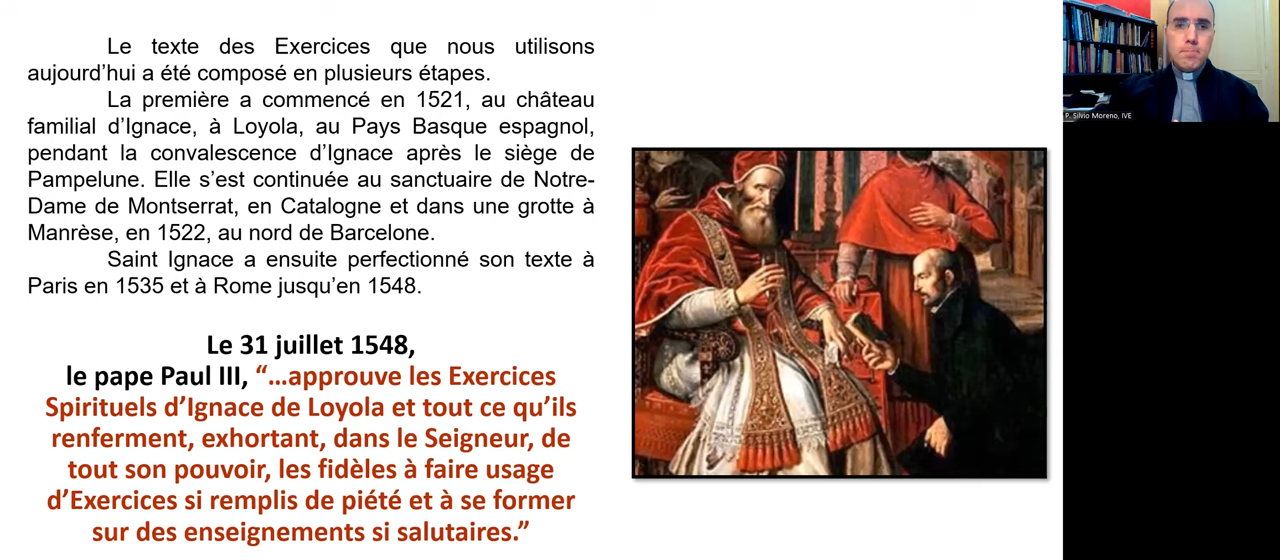 Le texte des Exercices que nous utilisons
aujourd’hui a été composé en plusieurs étapes.
La première a commencé en 1521, au château
familial d’Ignace, à Loyola, au Pays Basque espagnol,
pendant la convalescence d’Ignace après le siège de
Pampelune. Elle s’est continuée au sanctuaire de Notre-
Dame de Montserrat, en Catalogne et dans une grotte à
Manrèse, en 1522, au nord de Barcelone.
Saint Ignace a ensuite perfectionné son texte à
Paris en 1535 et à Rome jusqu’en 1548.
Le 31 juillet 1548,
le pape Paul III, “…approuve les Exercices
Spirituels d’Ignace de Loyola et tout ce qu’ils
renferment, exhortant, dans le Seigneur, de
tout son pouvoir, les fidèles à faire usage
d’Exercices si remplis de piété et à se former
sur des enseignements si salutaires.”
P. Silvio Moreno, IVE